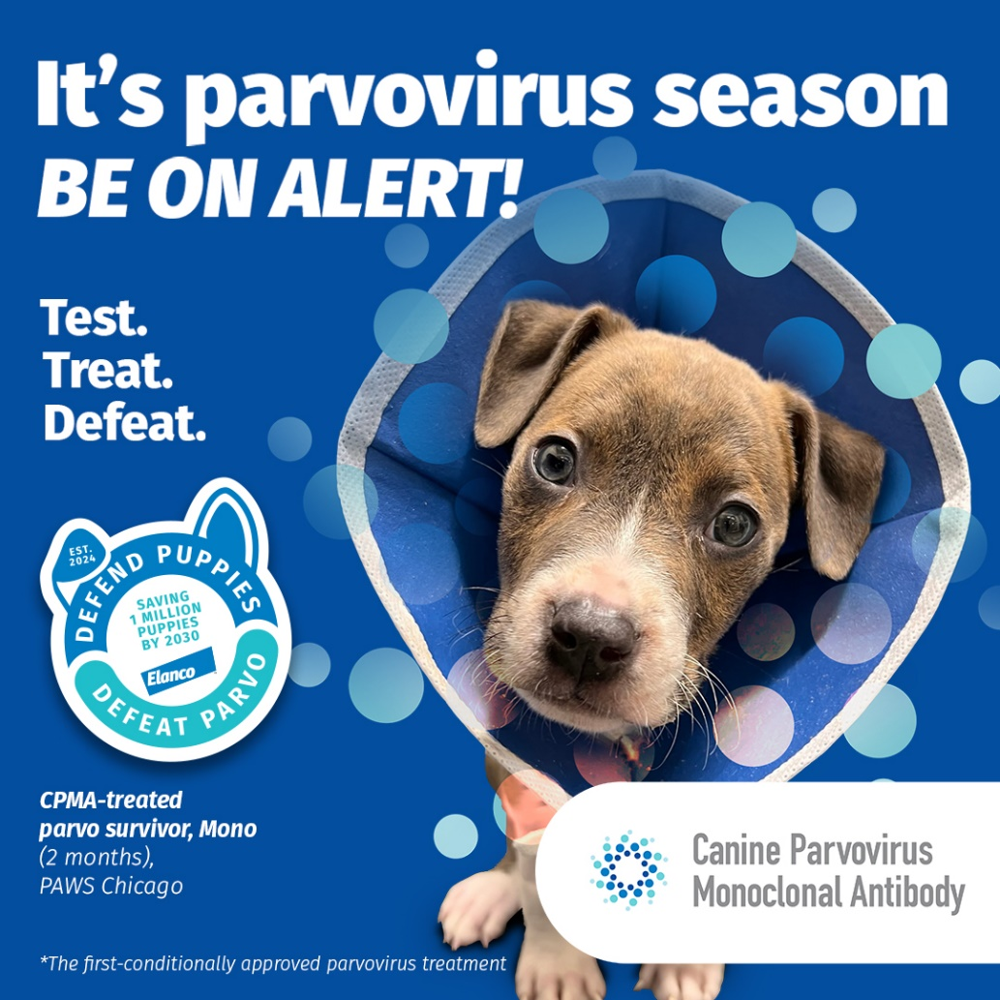 It's parvovirus season
BE ON ALERT!
Test.
Treat.
Defeat.
EST.
2024
DEFEND PUPPIES
SAVING
1 MILLION
PUPPIES
BY 2030
Elanco
DEFEAT PARVO
CPMA-treated
parvo survivor, Mono
(2 months),
PAWS Chicago
Canine Parvovirus
Monoclonal Antibody
*The first-conditionally approved parvovirus treatment